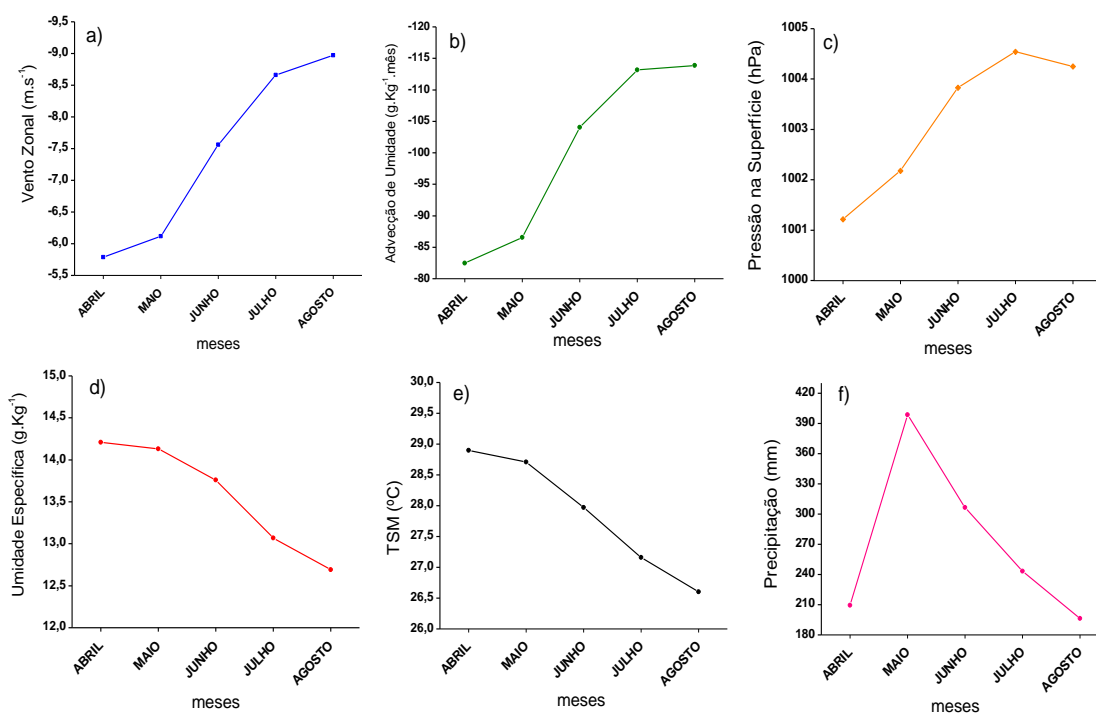 a)
Vento Zonal (m.s⁻¹)
-9,5
-9,0
-8,5
-8,0
-7,5
-7,0
-6,5
-6,0
-5,5
ABRIL
MAIO
JUNHO
JULHO
AGOSTO
meses
b)
Advecção de Umidade (g.Kg⁻¹.mês)
-115
-110
-105
-100
-95
-90
-85
-80
ABRIL
MAIO
JUNHO
JULHO
AGOSTO
meses
c)
Pressão na Superfície (hPa)
1005
1004
1003
1002
1001
1000
ABRIL
MAIO
JUNHO
JULHO
AGOSTO
meses
d)
Umidade Específica (g.Kg⁻¹)
15,0
14,5
14,0
13,5
13,0
12,5
12,0
ABRIL
MAIO
JUNHO
JULHO
AGOSTO
meses
e)
TSM (ºC)
30,0
29,5
29,0
28,5
28,0
27,5
27,0
26,5
26,0
ABRIL
MAIO
JUNHO
JULHO
AGOSTO
meses
f)
Precipitação (mm)
420
390
360
330
300
270
240
210
180
ABRIL
MAIO
JUNHO
JULHO
AGOSTO
meses